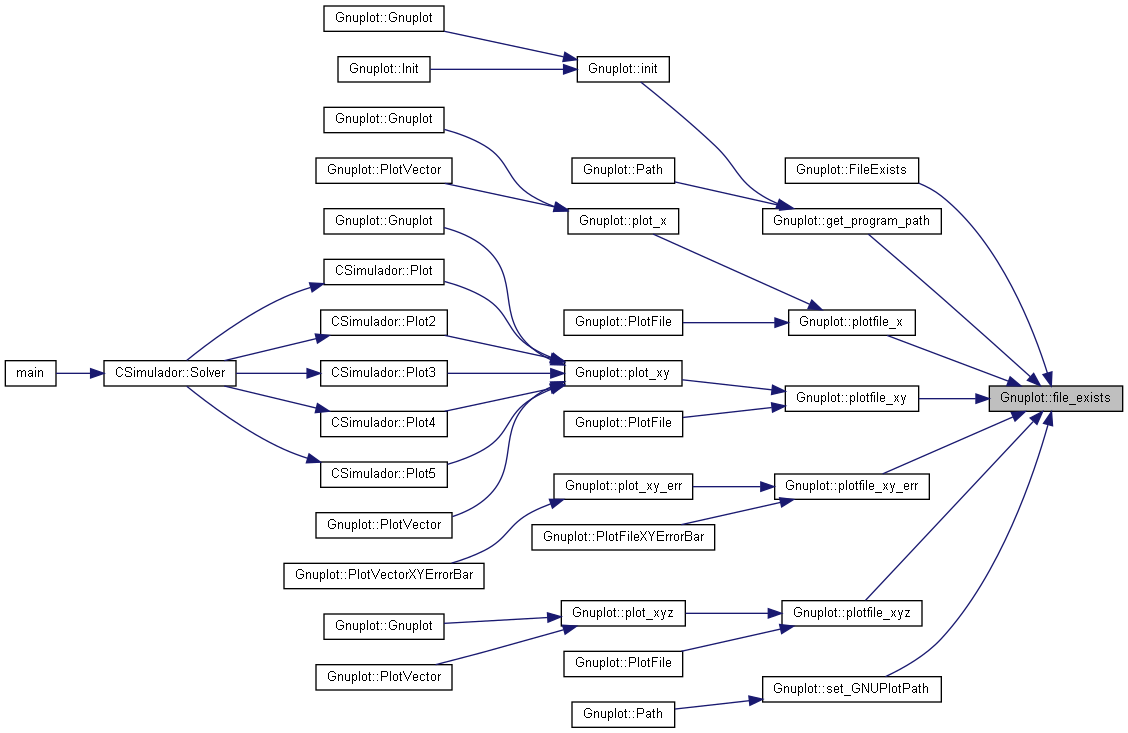 Gnuplot::Gnuplot
Gnuplot::Init
Gnuplot::init
Gnuplot::Gnuplot
Gnuplot::PlotVector
Gnuplot::Path
Gnuplot::FileExists
Gnuplot::Gnuplot
Gnuplot::plot_x
Gnuplot::get_program_path
CSimulador::Plot
CSimulador::Plot2
Gnuplot::PlotFile
Gnuplot::plotfile_x
main
CSimulador::Solver
CSimulador::Plot3
Gnuplot::plot_xy
Gnuplot::plotfile_xy
Gnuplot::file_exists
CSimulador::Plot4
Gnuplot::PlotFile
CSimulador::Plot5
Gnuplot::plot_xy_err
Gnuplot::plotfile_xy_err
Gnuplot::PlotVector
Gnuplot::PlotFileXYErrorBar
Gnuplot::PlotVectorXYErrorBar
Gnuplot::Gnuplot
Gnuplot::plot_xyz
Gnuplot::plotfile_xyz
Gnuplot::PlotVector
Gnuplot::PlotFile
Gnuplot::set_GNUPlotPath
Gnuplot::Path